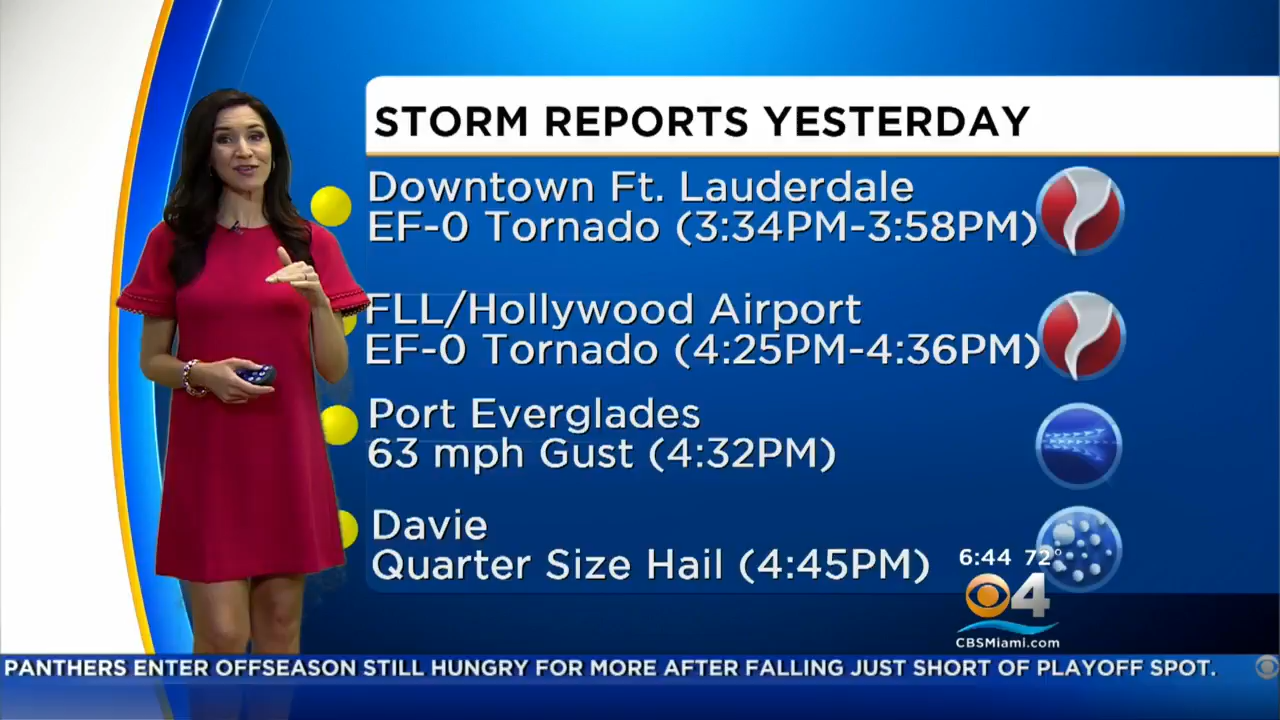 STORM REPORTS YESTERDAY
Downtown Ft. Lauderdale
EF-0 Tornado (3:34PM-3:58PM)
FLL/Hollywood Airport
EF-0 Tornado (4:25PM-4:36PM)
Port Everglades
63 mph Gust (4:32PM)
Davie
Quarter Size Hail (4:45PM)
6:44 72°
4
CBSMiami.com
PANTHERS ENTER OFFSEASON STILL HUNGRY FOR MORE AFTER FALLING JUST SHORT OF PLAYOFF SPOT.